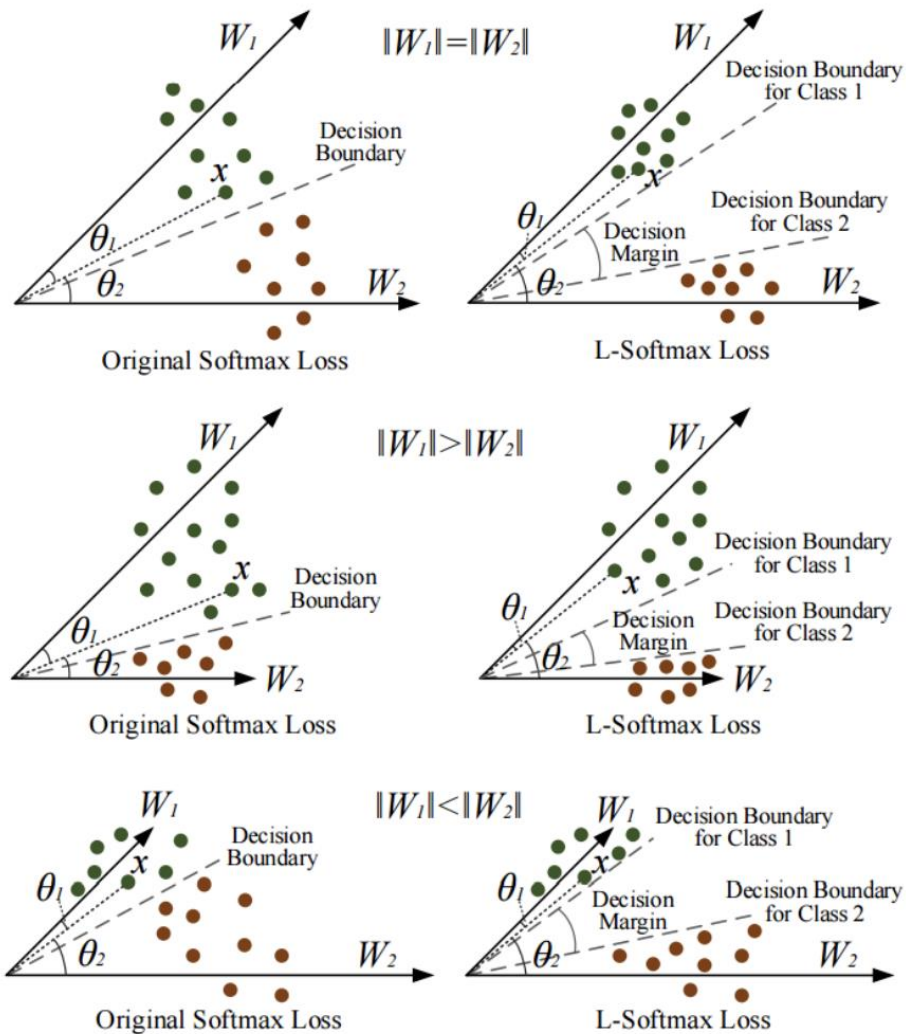 W1
‖W1‖=‖W2‖
W1
Decision Boundary
for Class 1
Decision
Boundary
x
x
Decision Boundary
for Class 2
θ1
θ1
Decision
Margin
θ2
W2
θ2
W2
Original Softmax Loss
L-Softmax Loss
W1
‖W1‖>‖W2‖
W1
Decision Boundary
for Class 1
x
Decision
Boundary
x
Decision Boundary
for Class 2
θ1
θ1
Decision
Margin
θ2
W2
θ2
W2
Original Softmax Loss
L-Softmax Loss
W1
‖W1‖<‖W2‖
W1
Decision Boundary
for Class 1
Decision
Boundary
x
x
Decision Boundary
for Class 2
θ1
θ1
Decision
Margin
θ2
W2
θ2
W2
Original Softmax Loss
L-Softmax Loss